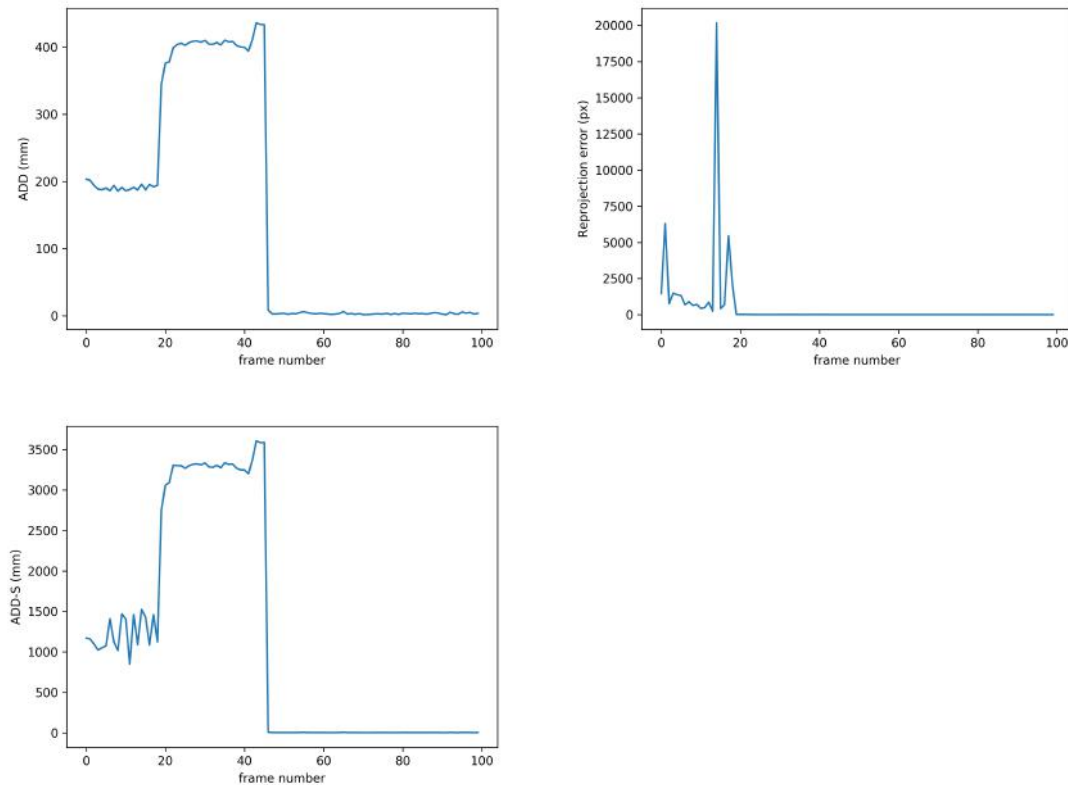 400
300
200
100
0
ADD (mm)
0 20 40 60 80 100
frame number
20000
17500
15000
12500
10000
7500
5000
2500
0
Reprojection error (px)
0 20 40 60 80 100
frame number
3500
3000
2500
2000
1500
1000
500
0
ADD-S (mm)
0 20 40 60 80 100
frame number